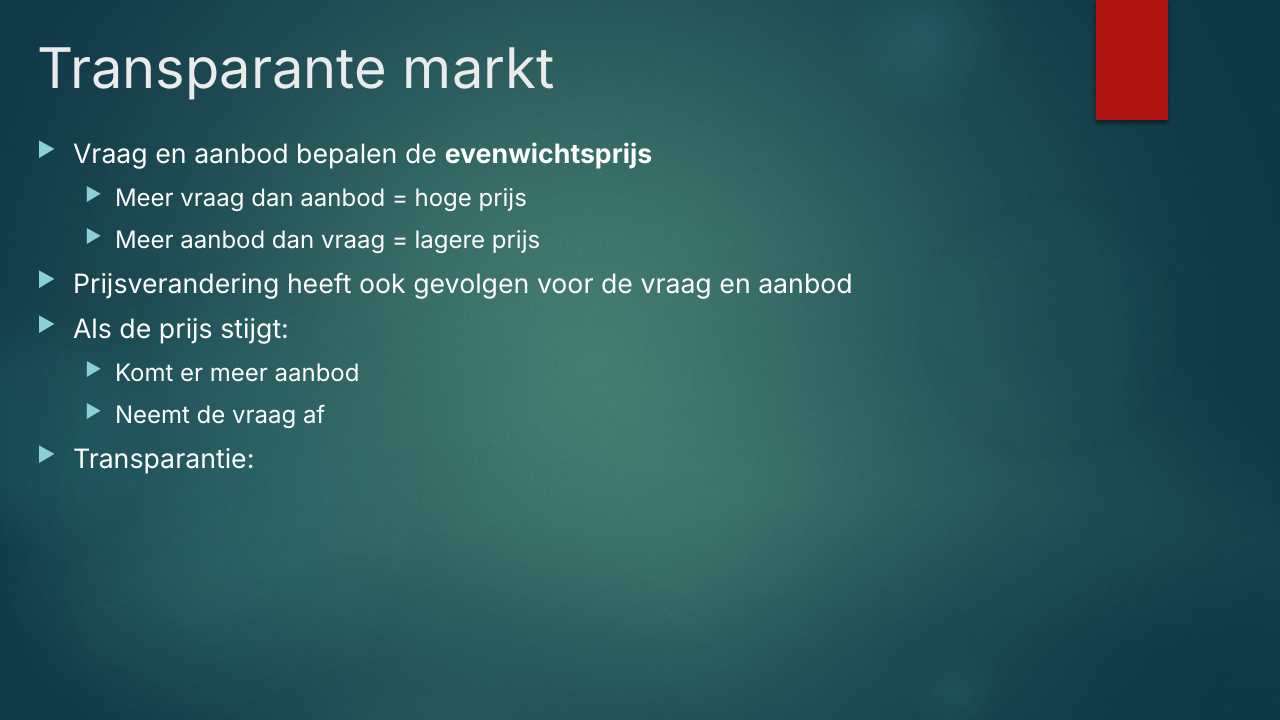 Transparante markt
Vraag en aanbod bepalen de evenwichtsprijs
Meer vraag dan aanbod = hoge prijs
Meer aanbod dan vraag = lagere prijs
Prijsverandering heeft ook gevolgen voor de vraag en aanbod
Als de prijs stijgt:
Komt er meer aanbod
Neemt de vraag af
Transparantie: